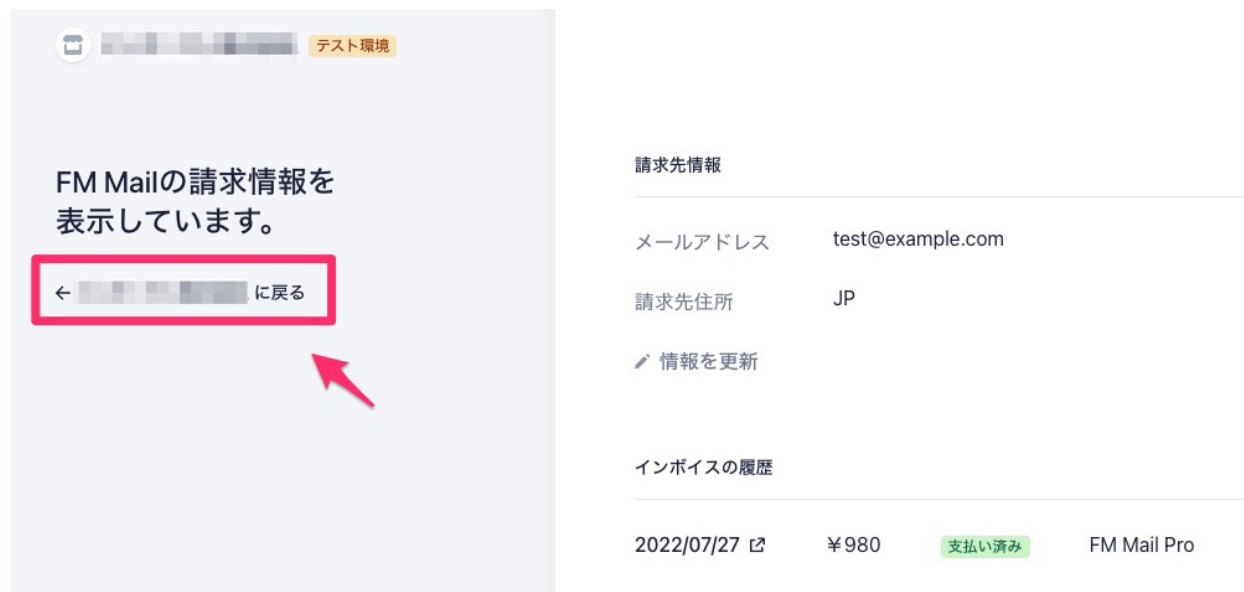 テスト環境
FM Mailの請求情報を
表示しています。
← に戻る
請求先情報
メールアドレス test@example.com
請求先住所 JP
情報を更新
インボイスの履歴
2022/07/27 ¥980 支払い済み FM Mail Pro